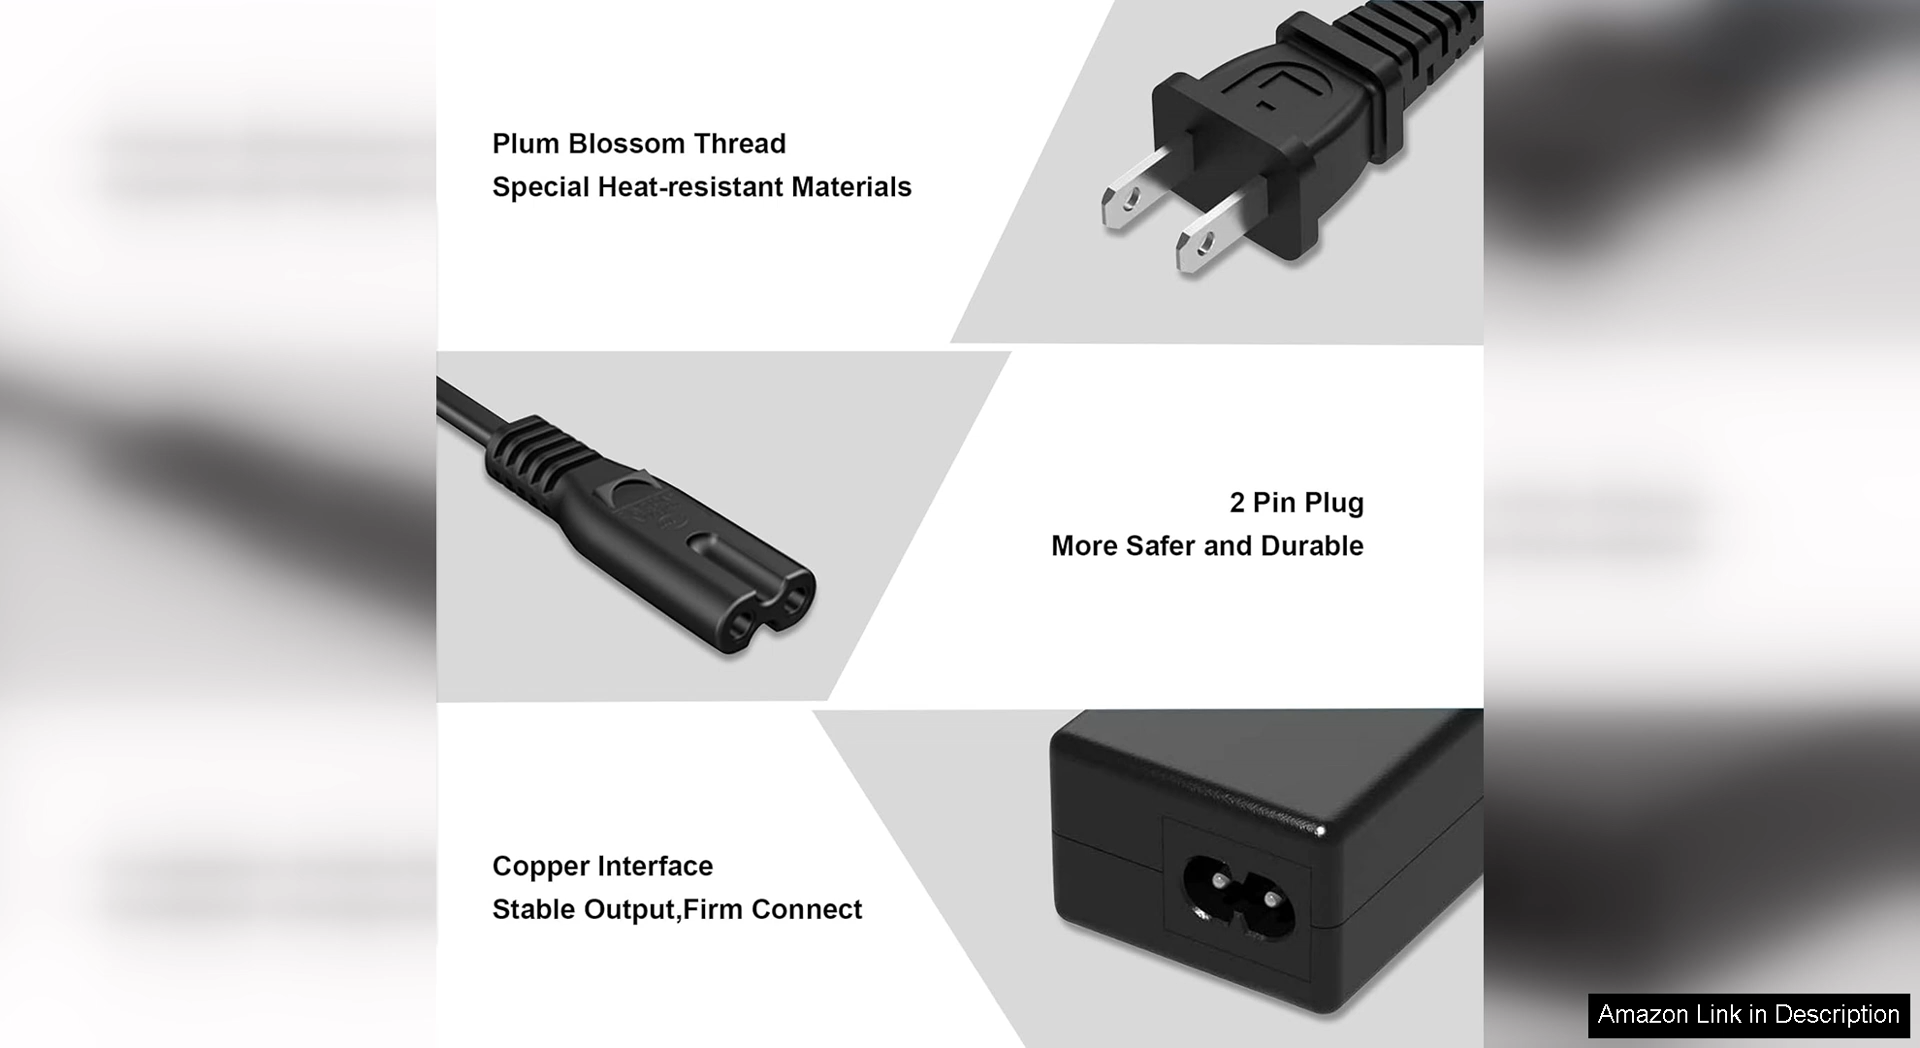 Plum Blossom Thread
Special Heat-resistant Materials
2 Pin Plug
More Safer and Durable
Copper Interface
Stable Output,Firm Connect
Amazon Link in Description